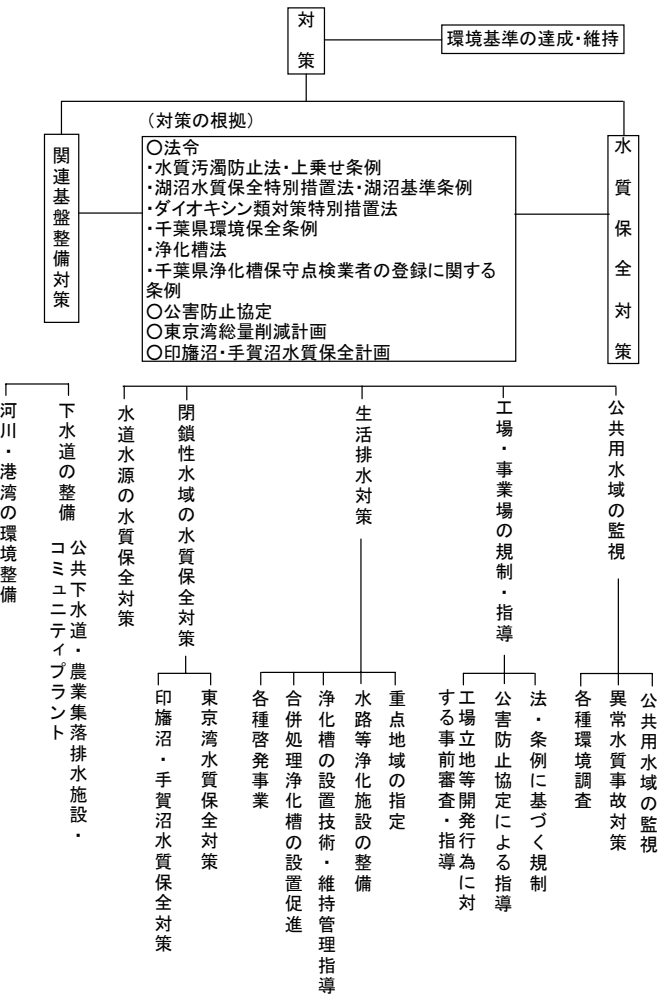 対策
環境基準の達成・維持
(対策の根拠)
関連基盤整備対策
〇法令
・水質汚濁防止法・上乗せ条例
・湖沼水質保全特別措置法・湖沼基準条例
・ダイオキシン類対策特別措置法
・千葉県環境保全条例
・浄化槽法
・千葉県浄化槽保守点検業者の登録に関する
条例
〇公害防止協定
〇東京湾総量削減計画
〇印旛沼・手賀沼水質保全計画
水質保全対策
公共用水域の監視
工場・事業場の規制・指導
生活排水対策
閉鎖性水域の水質保全対策
水道水源の水質保全対策
下水道の整備
公共下水道・農業集落排水施設・
コミュニティプラント
河川・港湾の環境整備
公共用水域の監視
異常水質事故対策
各種環境調査
法・条例に基づく規制
公害防止協定による指導
工場立地等開発行為に対
する事前審査・指導
重点地域の指定
水路等浄化施設の整備
浄化槽の設置技術・維持管理指導
合併処理浄化槽の設置促進
各種啓発事業
東京湾水質保全対策
印旛沼・手賀沼水質保全対策